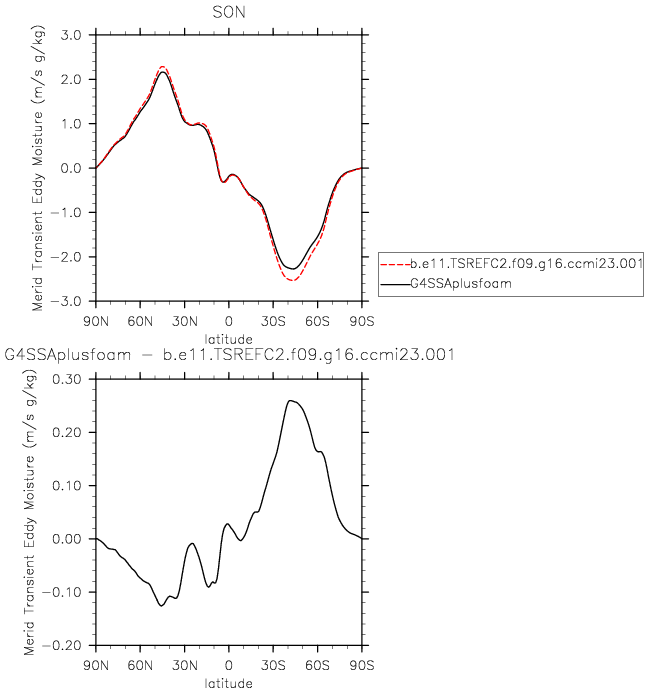 SON
Merid Transient Eddy Moisture (m/s g/kg)
3.0
2.0
1.0
0.0
−1.0
−2.0
−3.0
90N 60N 30N 0 30S 60S 90S
latitude
b.e11.TSREFC2.f09.g16.ccmi23.001
G4SSAplusfoam
G4SSAplusfoam − b.e11.TSREFC2.f09.g16.ccmi23.001
Merid Transient Eddy Moisture (m/s g/kg)
0.30
0.20
0.10
0.00
−0.10
−0.20
90N 60N 30N 0 30S 60S 90S
latitude